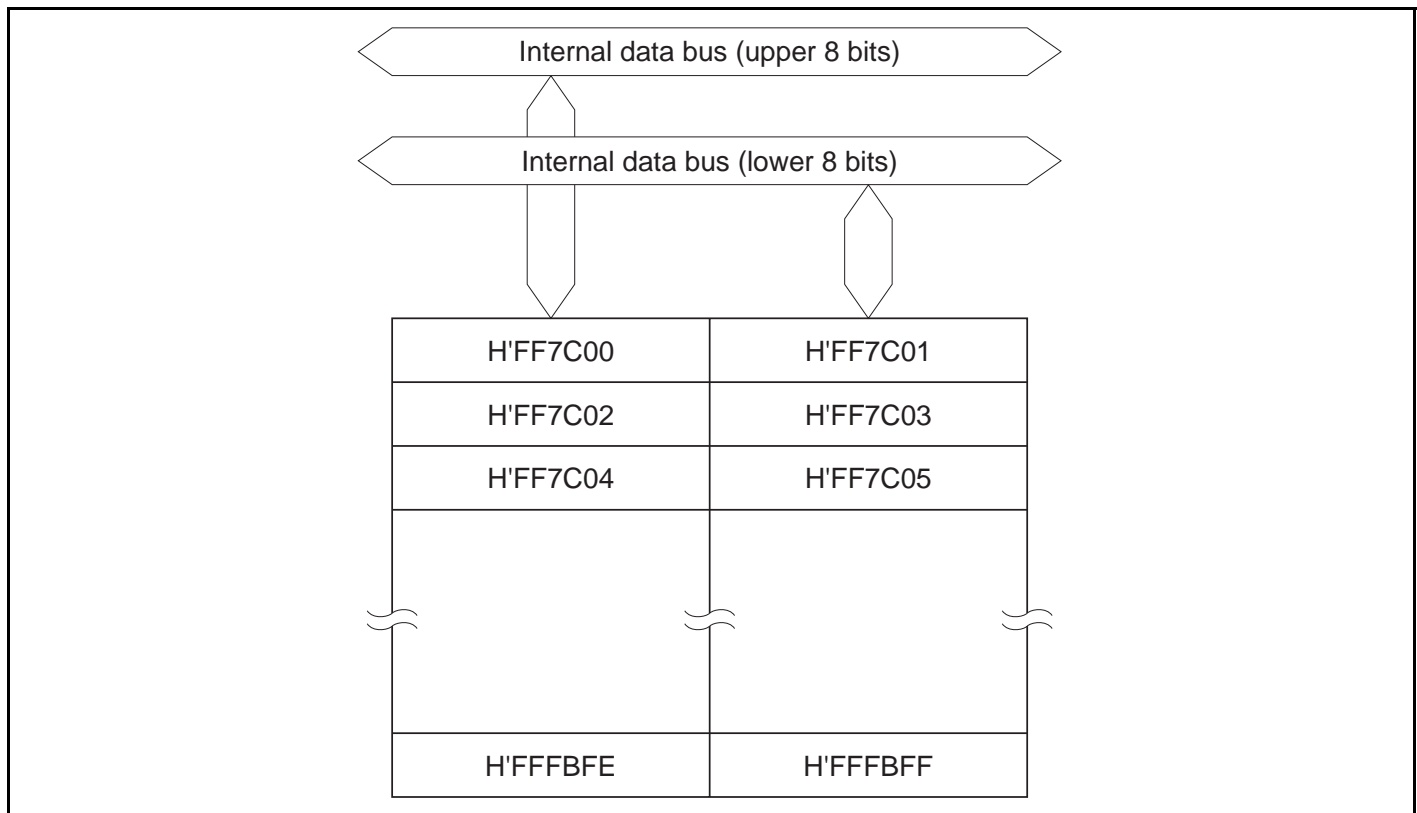 Internal data bus (upper 8 bits)
Internal data bus (lower 8 bits)
H'FF7C00 H'FF7C01
H'FF7C02 H'FF7C03
H'FF7C04 H'FF7C05
H'FFFBFE H'FFFBFF